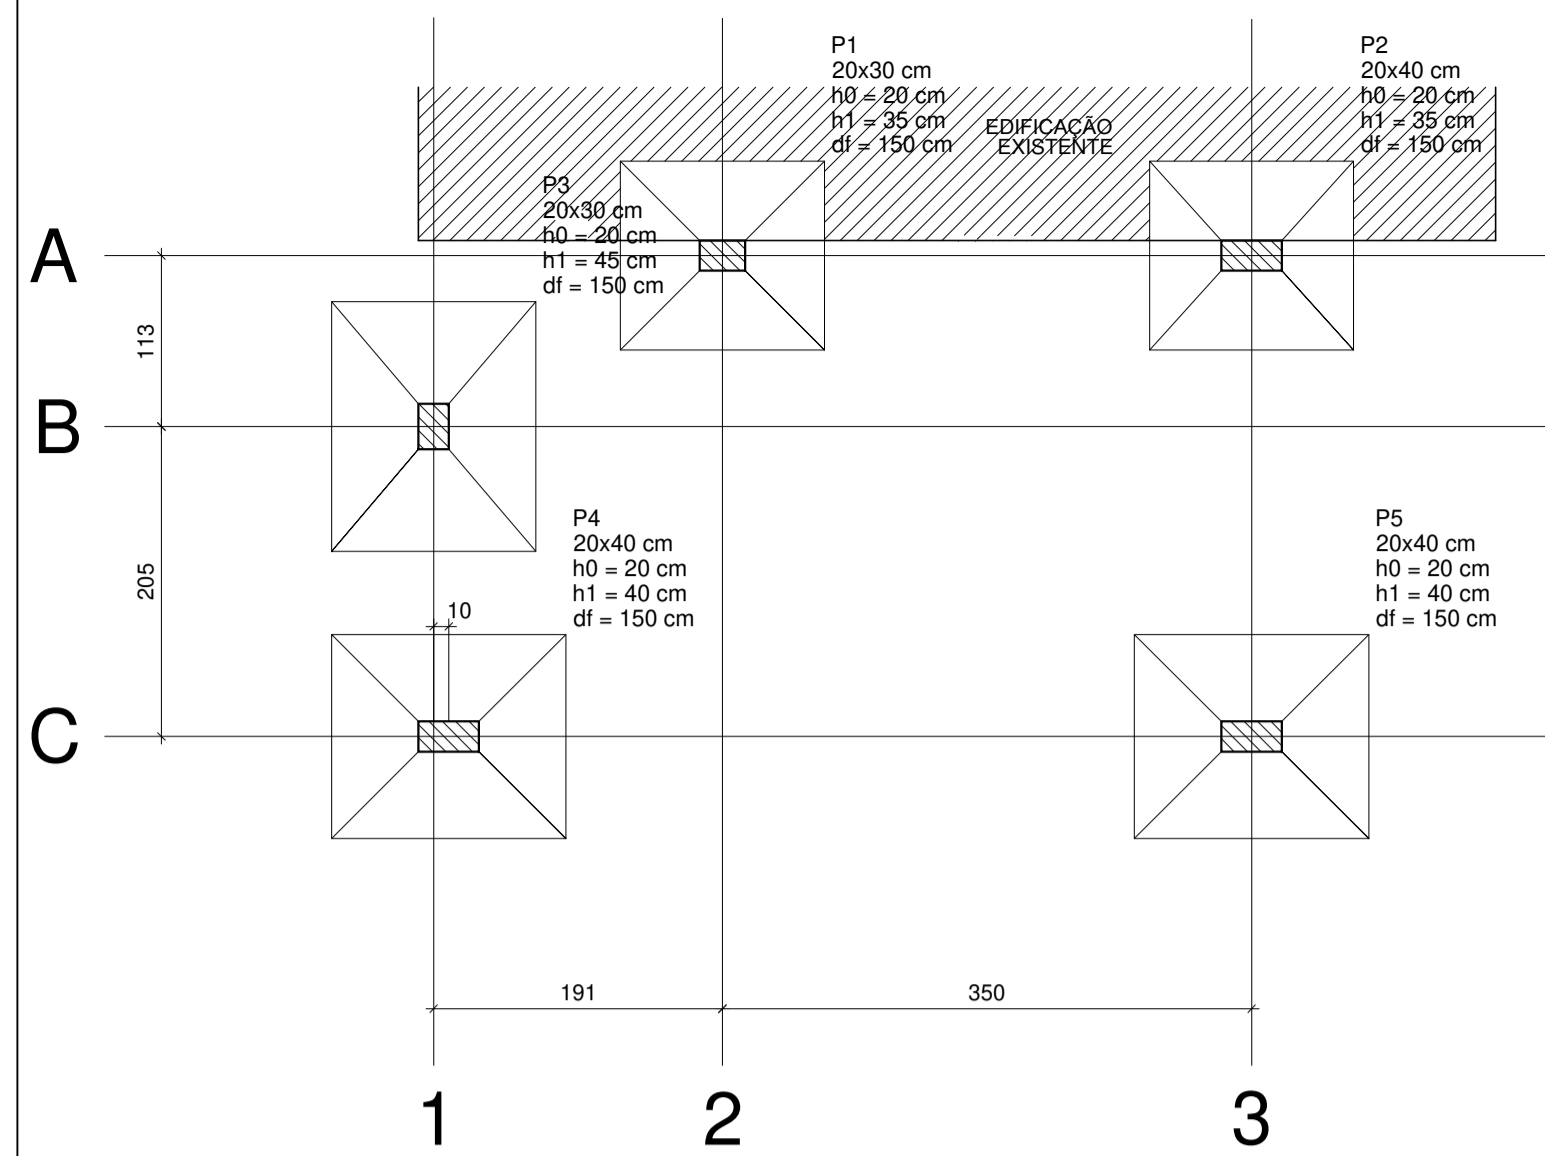 P1
20x30 cm
h0 = 20 cm
h1 = 35 cm
df = 150 cm
P2
20x40 cm
h0 = 20 cm
h1 = 35 cm
df = 150 cm
EDIFICAÇÃO
EXISTENTE
P3
20x30 cm
h0 = 20 cm
h1 = 45 cm
df = 150 cm
A
113
B
205
P4
20x40 cm
h0 = 20 cm
h1 = 40 cm
df = 150 cm
P5
20x40 cm
h0 = 20 cm
h1 = 40 cm
df = 150 cm
10
C
191
350
1
2
3